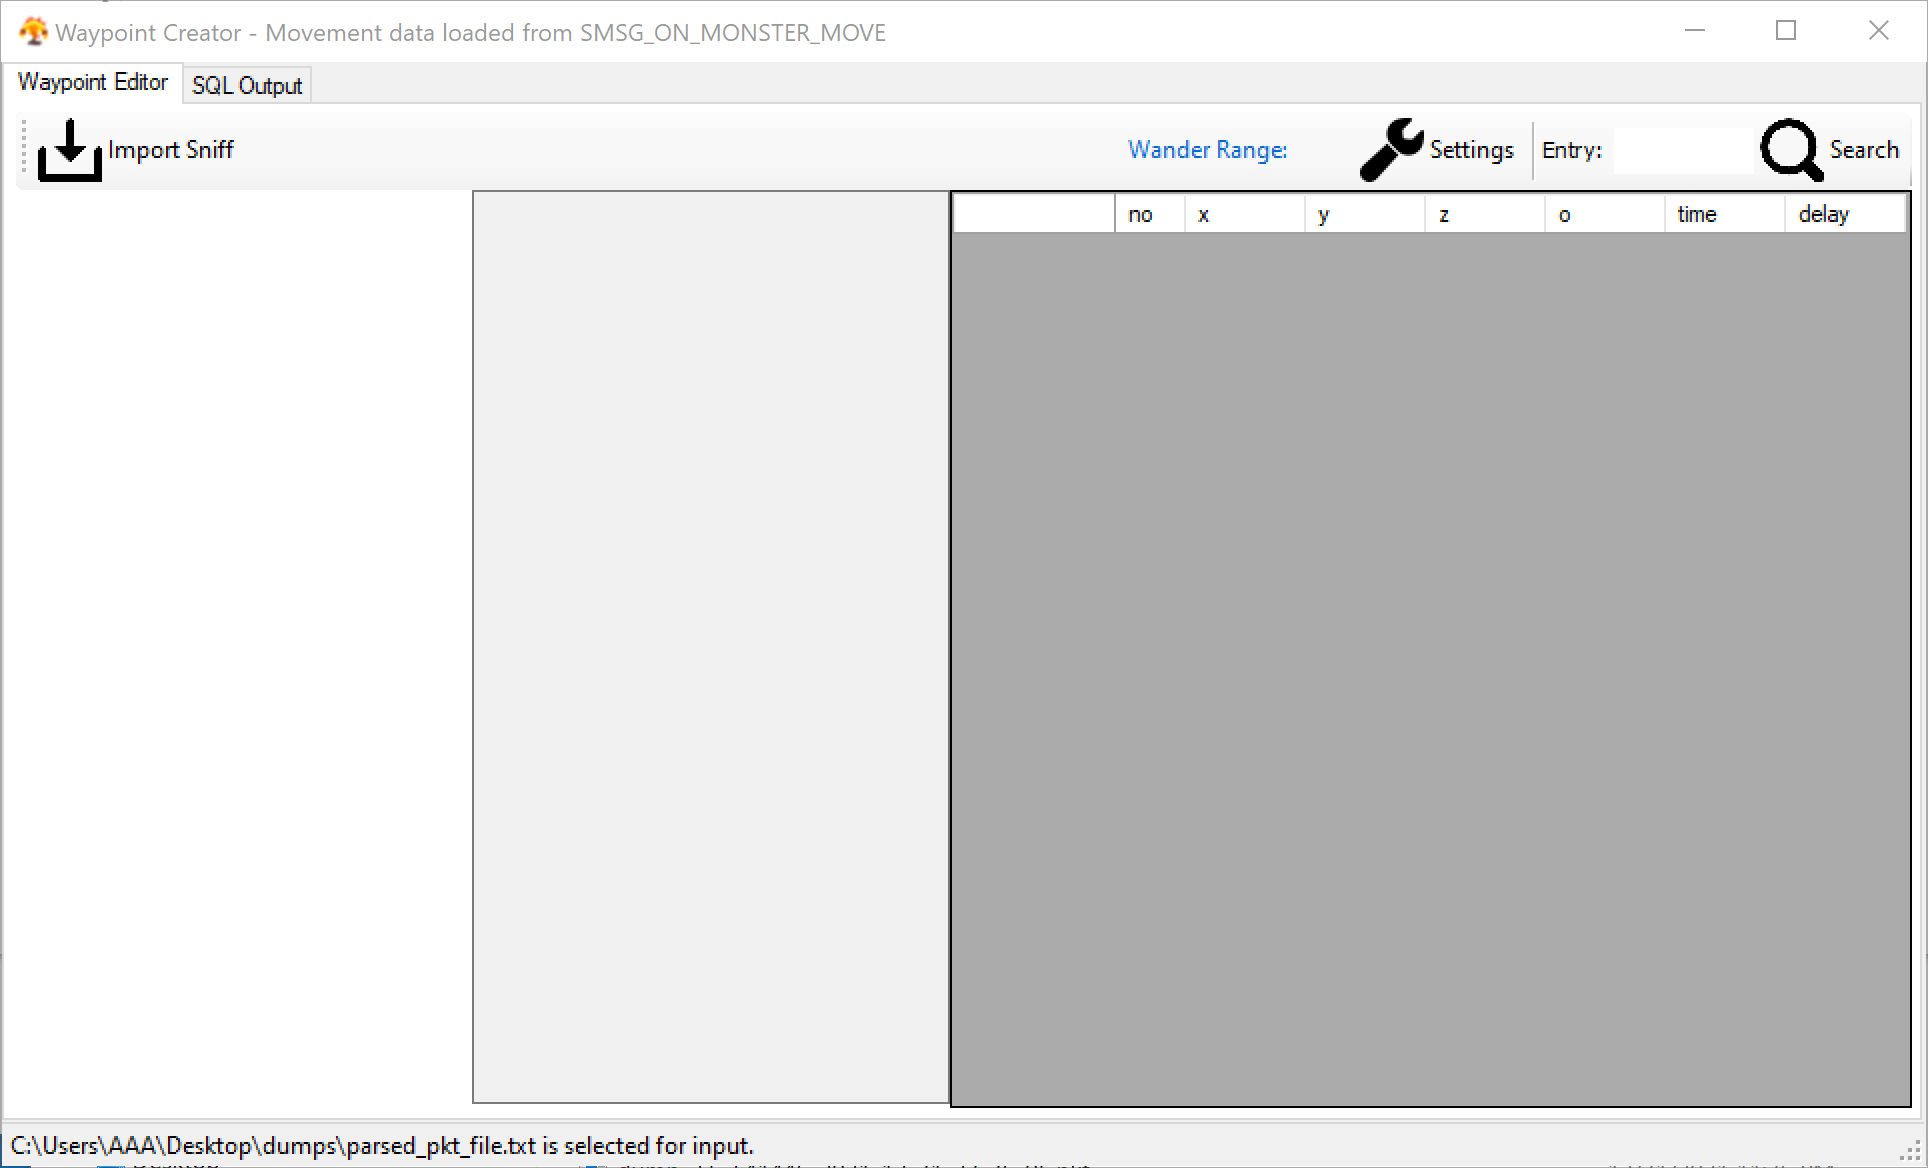 Waypoint Creator - Movement data loaded from SMSG_ON_MONSTER_MOVE
Waypoint Editor SQL Output
Import Sniff Wander Range: Settings Entry: Search
no x y z o time delay
C:\Users\AAA\Desktop\dumps\parsed_pkt_file.txt is selected for input.